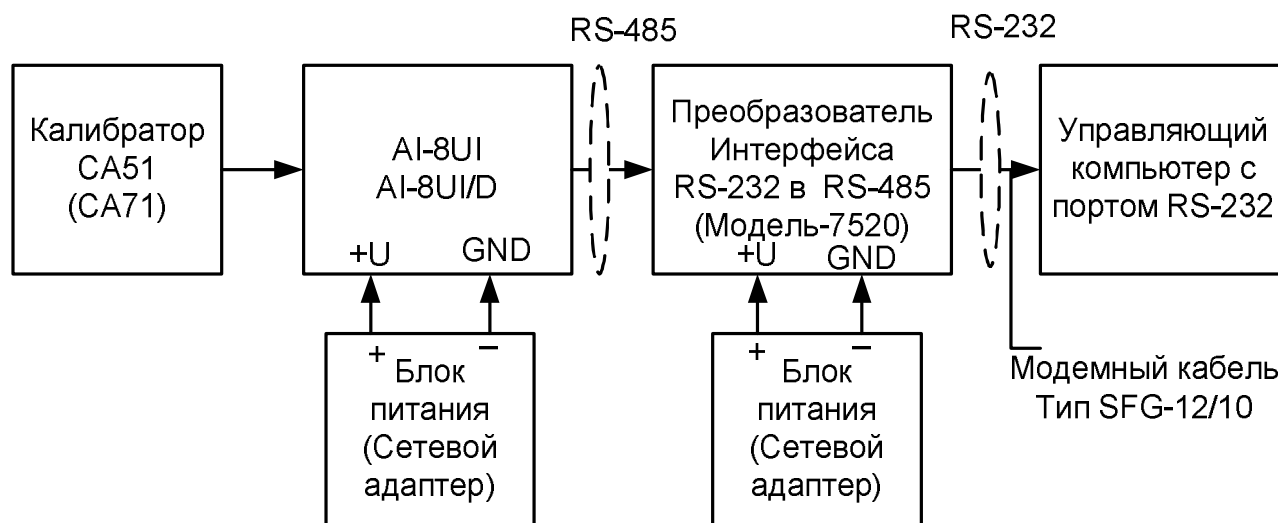 RS-485
RS-232
Калибратор
СА51
(СА71)
AI-8UI
AI-8UI/D
+U
GND
Преобразователь
Интерфейса
RS-232 в RS-485
(Модель-7520)
+U
GND
Управляющий
компьютер с
портом RS-232
+
–
Блок
питания
(Сетевой
адаптер)
+
–
Блок
питания
(Сетевой
адаптер)
Модемный кабель
Тип SFG-12/10